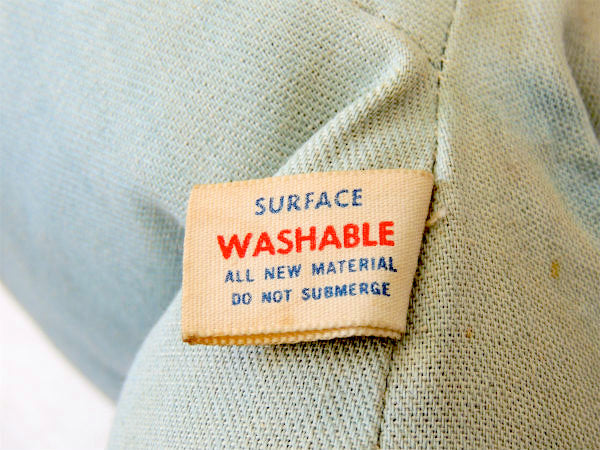 SURFACE
WASHABLE
ALL NEW MATERIAL
DO NOT SUBMERGE